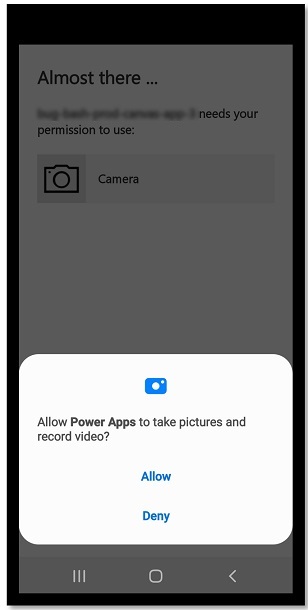 Almost there ...
needs your
permission to use:
Camera
Allow Power Apps to take pictures and
record video?
Allow
Deny